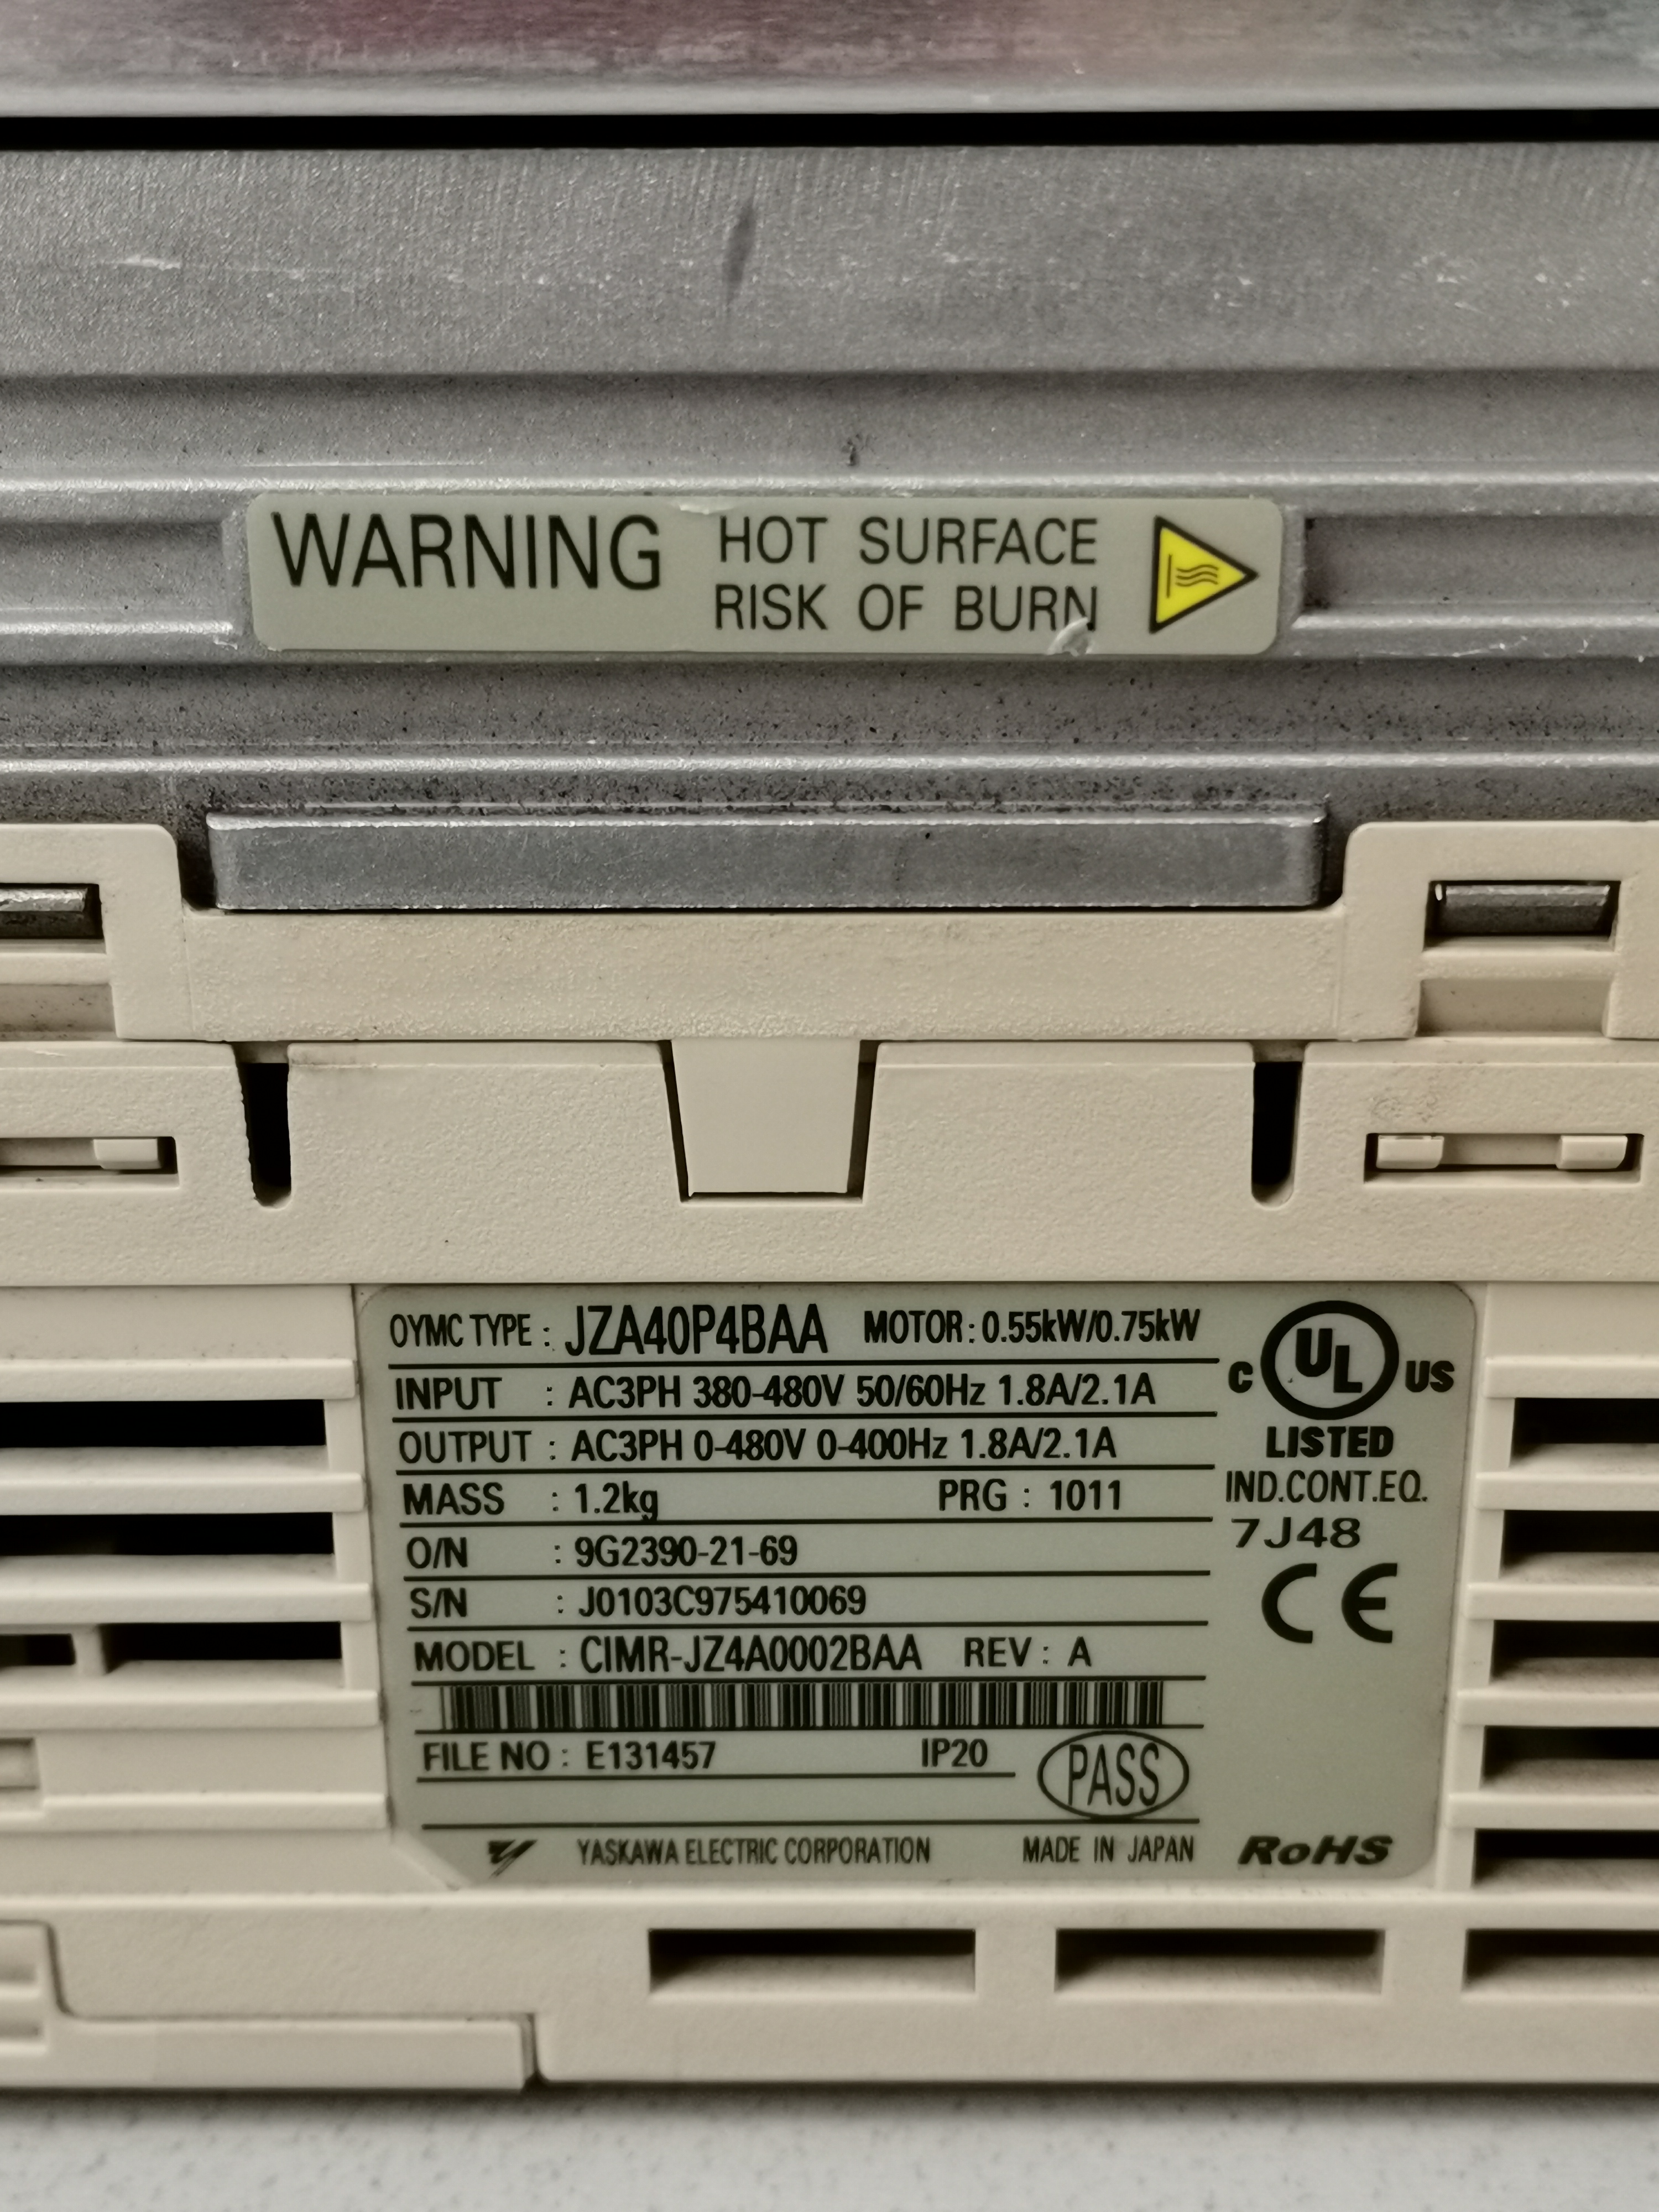 WARNING HOT SURFACE
RISK OF BURN
OYMC TYPE : JZA40P4BAA MOTOR : 0.55kW/0.75kW
INPUT : AC3PH 380-480V 50/60Hz 1.8A/2.1A
OUTPUT : AC3PH 0-480V 0-400Hz 1.8A/2.1A
MASS : 1.2kg PRG : 1011
O/N : 9G2390-21-69
S/N : J0103C975410069
MODEL : CIMR-JZ4A0002BAA REV : A
FILE NO : E131457 IP20
PASS
YASKAWA ELECTRIC CORPORATION MADE IN JAPAN
C UL US
LISTED
IND.CONT.EQ.
7J48
CE
RoHS